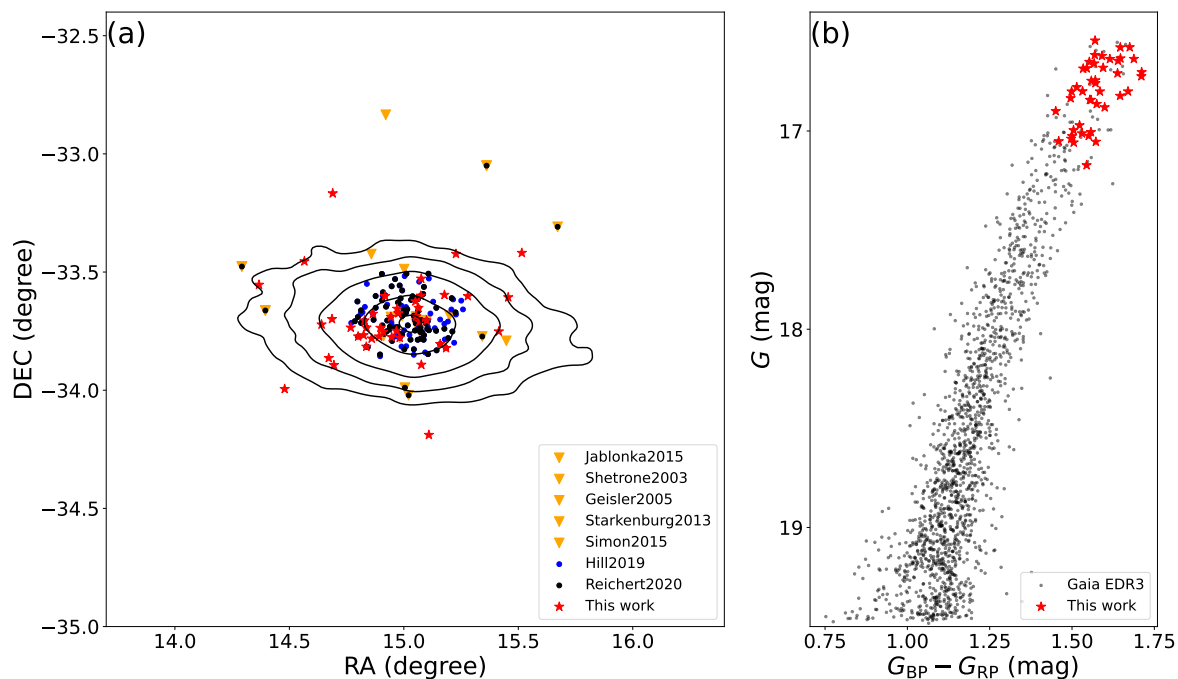 (a)
−32.5
−33.0
−33.5
−34.0
−34.5
−35.0
DEC (degree)
14.0 14.5 15.0 15.5 16.0
RA (degree)
Jablonka2015
Shetrone2003
Geisler2005
Starkenburg2013
Simon2015
Hill2019
Reichert2020
This work
(b)
17
18
19
G (mag)
0.75 1.00 1.25 1.50 1.75
G_BP − G_RP (mag)
Gaia EDR3
This work